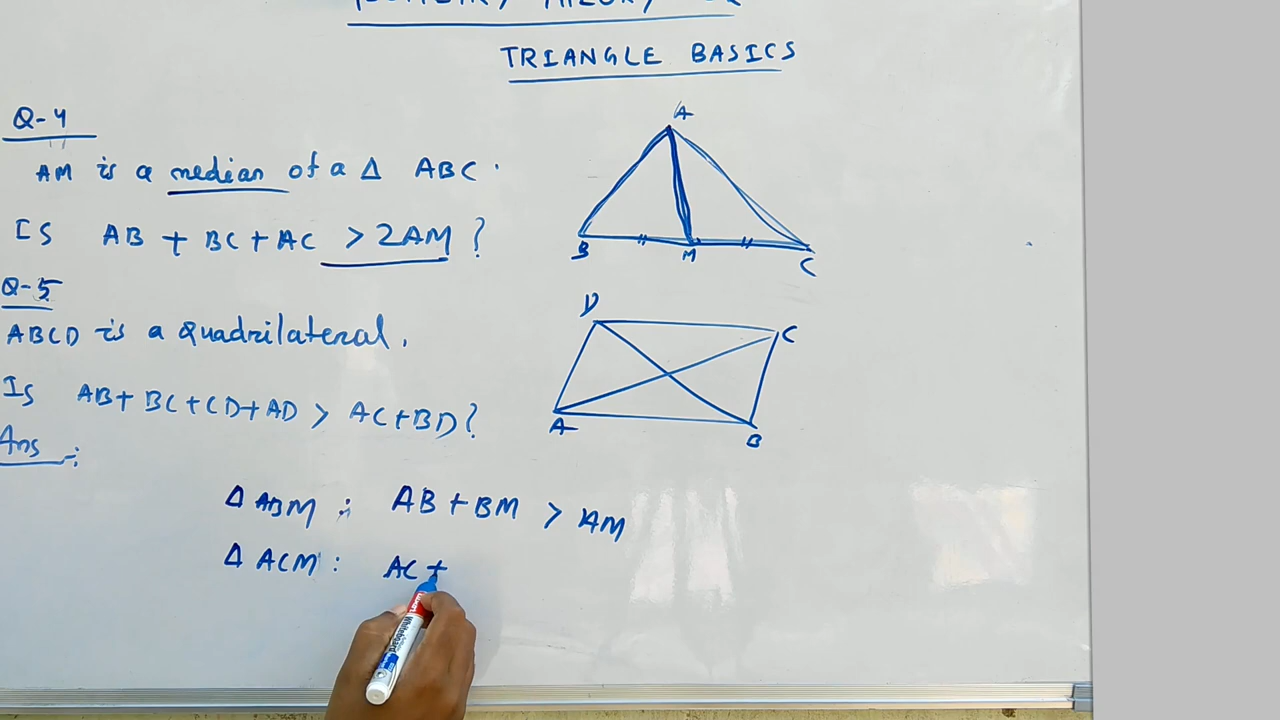 TRIANGLE BASICS
Q-4
AM is a median of a Δ ABC.
Is AB + BC + AC > 2AM ?
Q-5
ABCD is a Quadrilateral.
Is AB + BC + CD + AD > AC + BD ?
Ans :
Δ ABM : AB + BM > AM
Δ ACM : AC +
A
B
M
C
D
C
A
B
Whiteboard